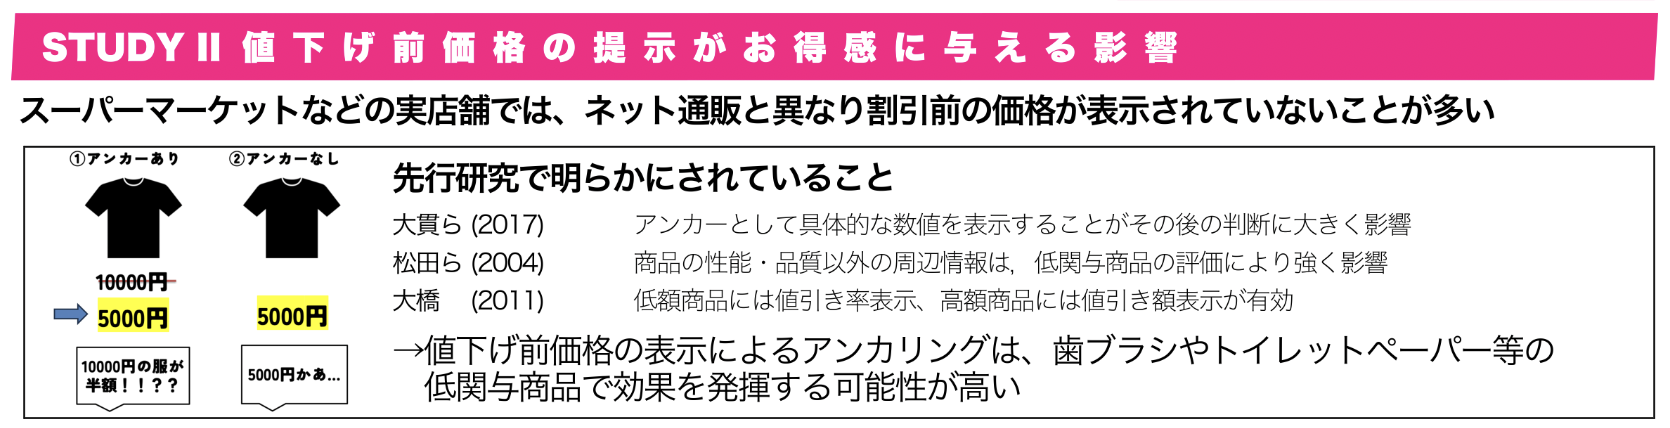 STUDY II 値下げ前価格の提示がお得感に与える影響
スーパーマーケットなどの実店舗では、ネット通販と異なり割引前の価格が表示されていないことが多い
①アンカーあり
10000円
5000円
10000円の服が
半額！！？？
②アンカーなし
5000円
5000円かあ...
先行研究で明らかにされていること
大貫ら (2017) アンカーとして具体的な数値を表示することがその後の判断に大きく影響
松田ら (2004) 商品の性能・品質以外の周辺情報は，低関与商品の評価により強く影響
大橋 (2011) 低額商品には値引き率表示、高額商品には値引き額表示が有効
→値下げ前価格の表示によるアンカリングは、歯ブラシやトイレットペーパー等の
低関与商品で効果を発揮する可能性が高い